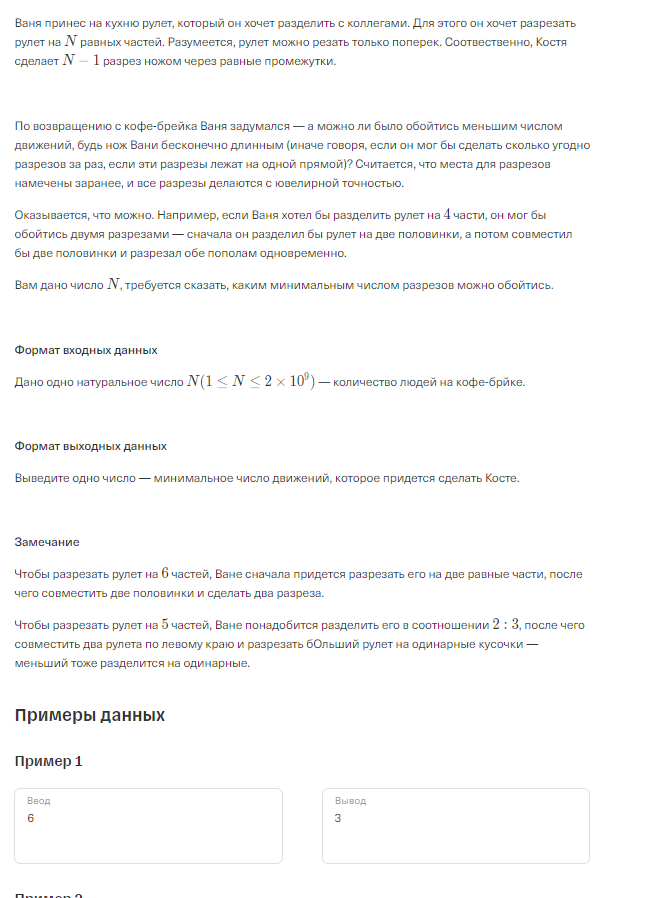 Ваня принес на кухню рулет, который он хочет разделить с коллегами. Для этого он хочет разрезать
рулет на N равных частей. Разумеется, рулет можно резать только поперек. Соотвественно, Костя
сделает N − 1 разрез ножом через равные промежутки.
По возвращению с кофе-брейка Ваня задумался — а можно ли было обойтись меньшим числом
движений, будь нож Вани бесконечно длинным (иначе говоря, если он мог бы сделать сколько угодно
разрезов за раз, если эти разрезы лежат на одной прямой)? Считается, что места для разрезов
намечены заранее, и все разрезы делаются с ювелирной точностью.
Оказывается, что можно. Например, если Ваня хотел бы разделить рулет на 4 части, он мог бы
обойтись двумя разрезами — сначала он разделил бы рулет на две половинки, а потом совместил
бы две половинки и разрезал обе пополам одновременно.
Вам дано число N, требуется сказать, каким минимальным числом разрезов можно обойтись.
Формат входных данных
Дано одно натуральное число N(1 ≤ N ≤ 2 × 10⁹) — количество людей на кофе-брйке.
Формат выходных данных
Выведите одно число — минимальное число движений, которое придется сделать Косте.
Замечание
Чтобы разрезать рулет на 6 частей, Ване сначала придется разрезать его на две равные части, после
чего совместить две половинки и сделать два разреза.
Чтобы разрезать рулет на 5 частей, Ване понадобится разделить его в соотношении 2 : 3, после чего
совместить два рулета по левому краю и разрезать бОльший рулет на одинарные кусочки —
меньший тоже разделится на одинарные.
Примеры данных
Пример 1
Ввод
6
Вывод
3